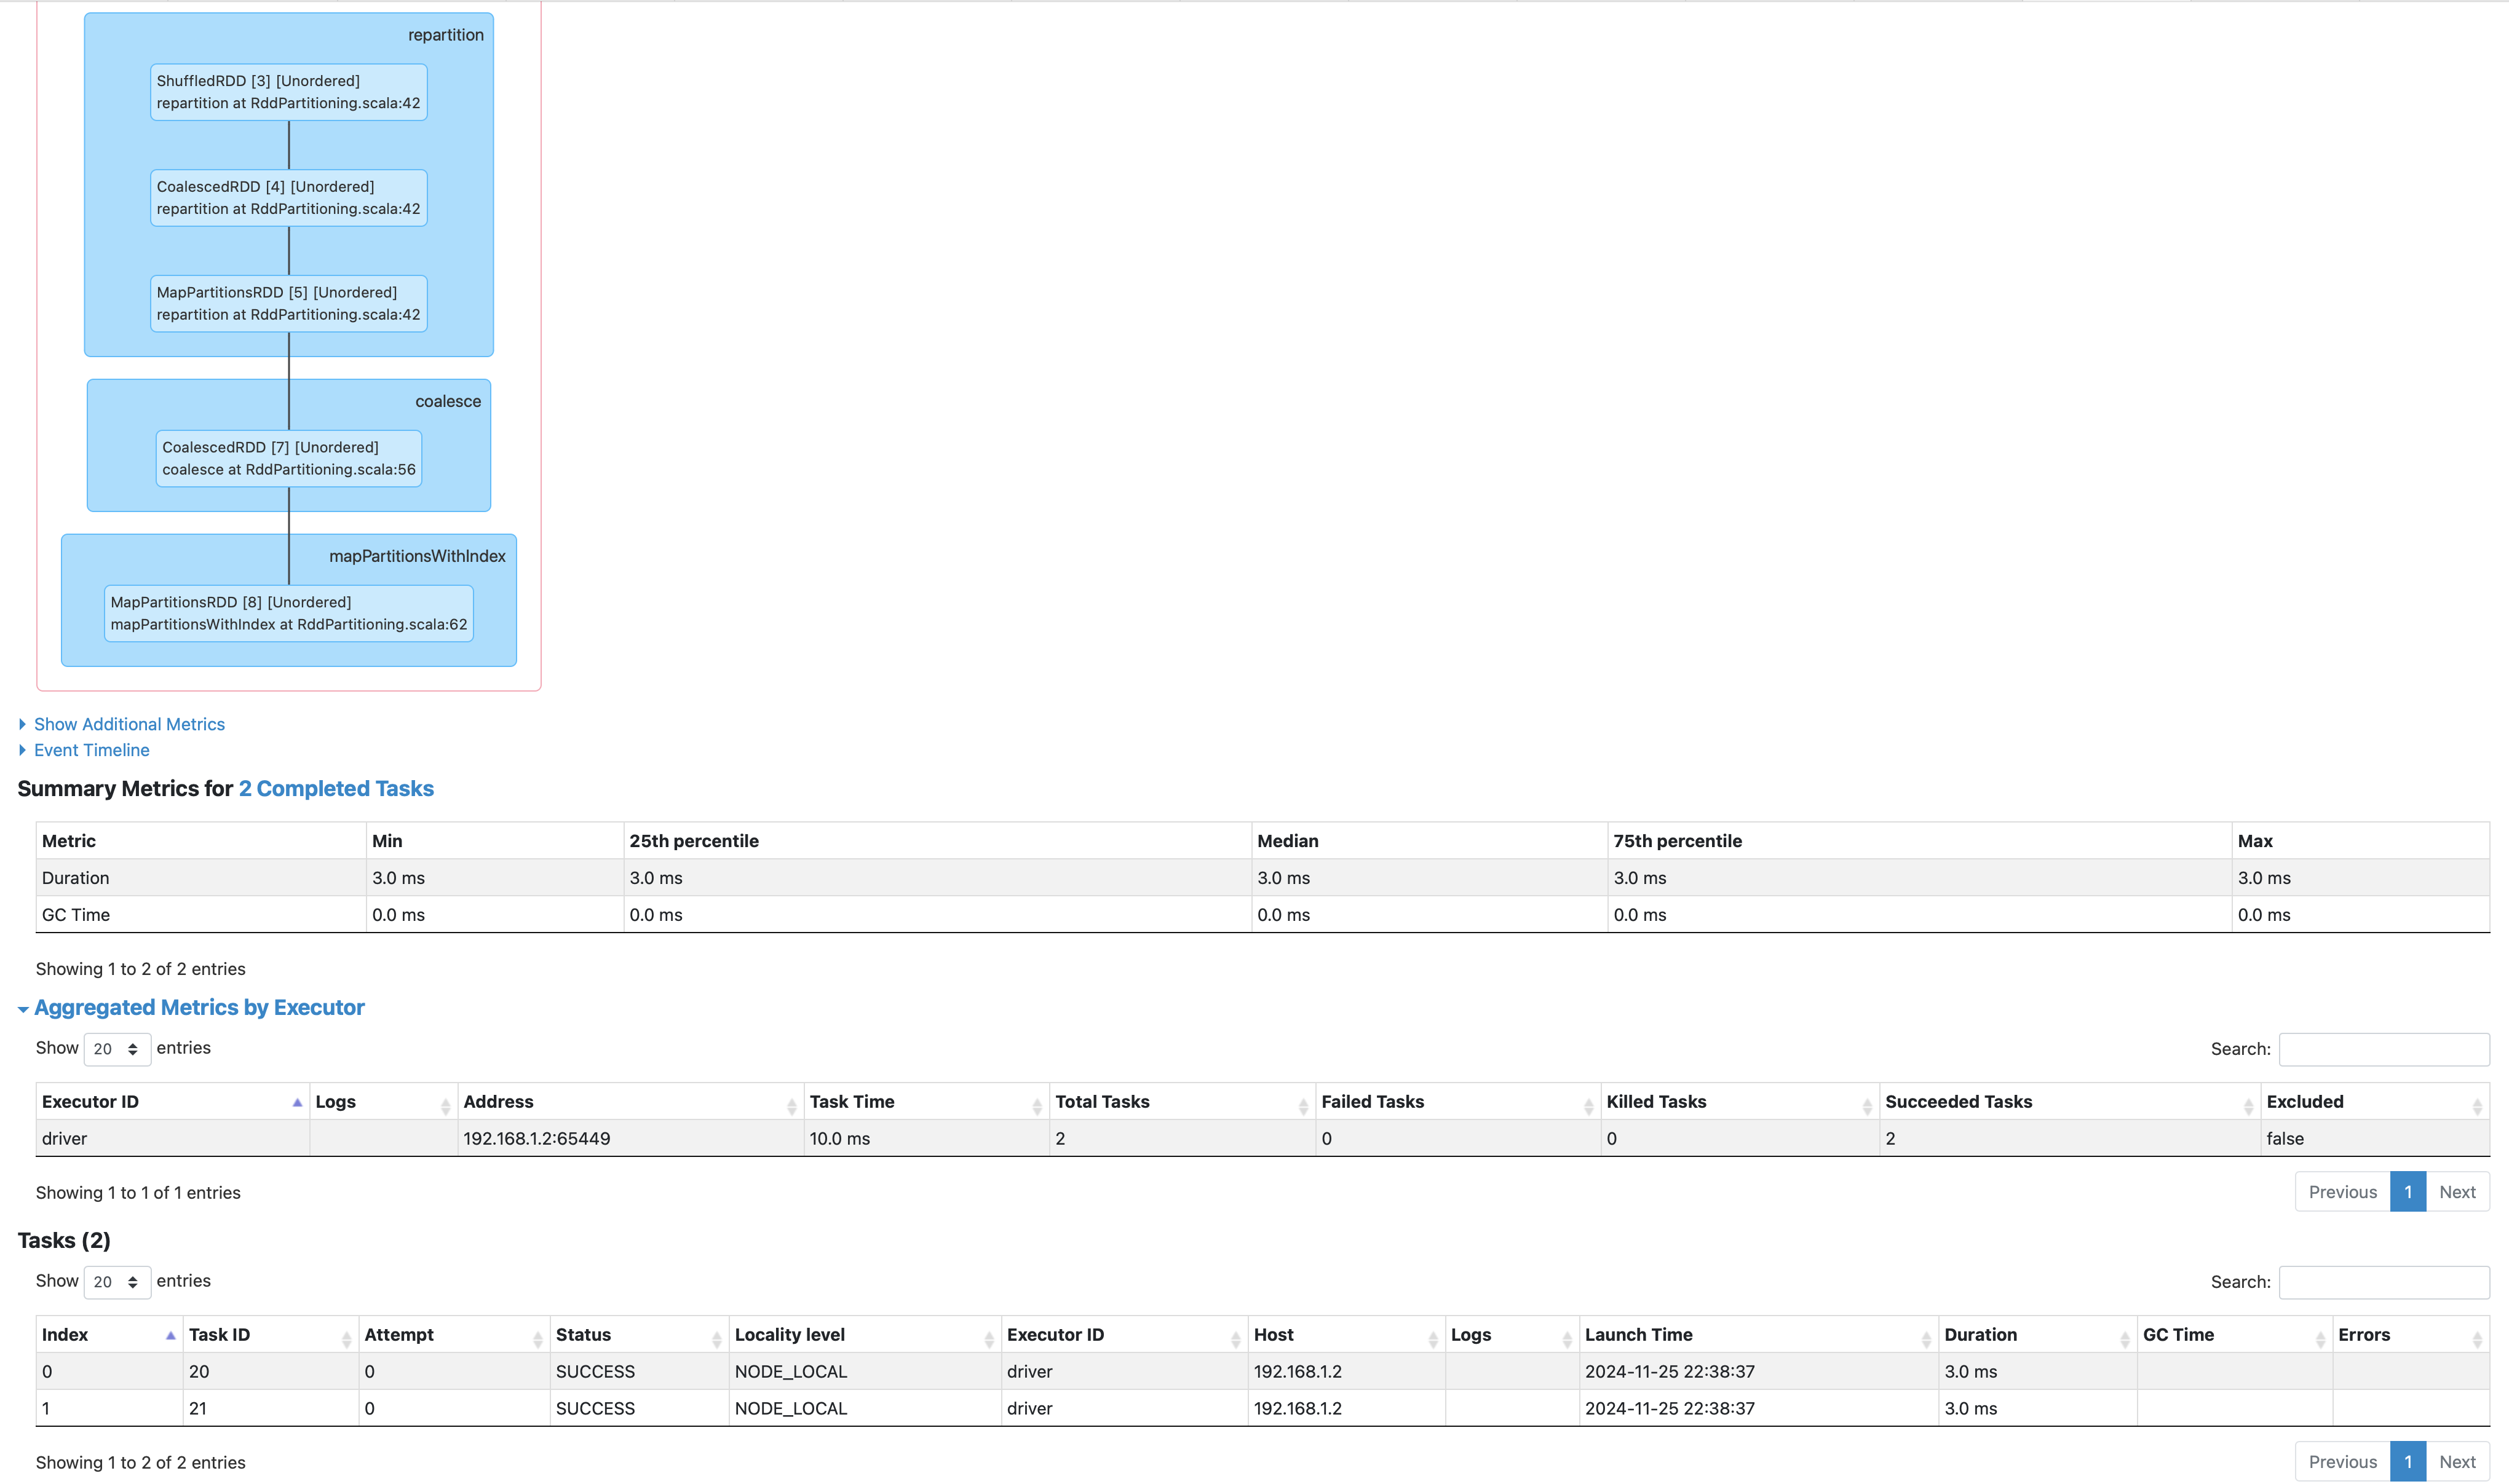 repartition
ShuffledRDD [3] [Unordered]
repartition at RddPartitioning.scala:42
CoalescedRDD [4] [Unordered]
repartition at RddPartitioning.scala:42
MapPartitionsRDD [5] [Unordered]
repartition at RddPartitioning.scala:42
coalesce
CoalescedRDD [7] [Unordered]
coalesce at RddPartitioning.scala:56
mapPartitionsWithIndex
MapPartitionsRDD [8] [Unordered]
mapPartitionsWithIndex at RddPartitioning.scala:62
Show Additional Metrics
Event Timeline
Summary Metrics for 2 Completed Tasks
Metric Min 25th percentile Median 75th percentile Max
Duration 3.0 ms 3.0 ms 3.0 ms 3.0 ms 3.0 ms
GC Time 0.0 ms 0.0 ms 0.0 ms 0.0 ms 0.0 ms
Showing 1 to 2 of 2 entries
Aggregated Metrics by Executor
Show 20 entries Search:
Executor ID Logs Address Task Time Total Tasks Failed Tasks Killed Tasks Succeeded Tasks Excluded
driver 192.168.1.2:65449 10.0 ms 2 0 0 2 false
Showing 1 to 1 of 1 entries Previous 1 Next
Tasks (2)
Show 20 entries Search:
Index Task ID Attempt Status Locality level Executor ID Host Logs Launch Time Duration GC Time Errors
0 20 0 SUCCESS NODE_LOCAL driver 192.168.1.2 2024-11-25 22:38:37 3.0 ms
1 21 0 SUCCESS NODE_LOCAL driver 192.168.1.2 2024-11-25 22:38:37 3.0 ms
Showing 1 to 2 of 2 entries Previous 1 Next